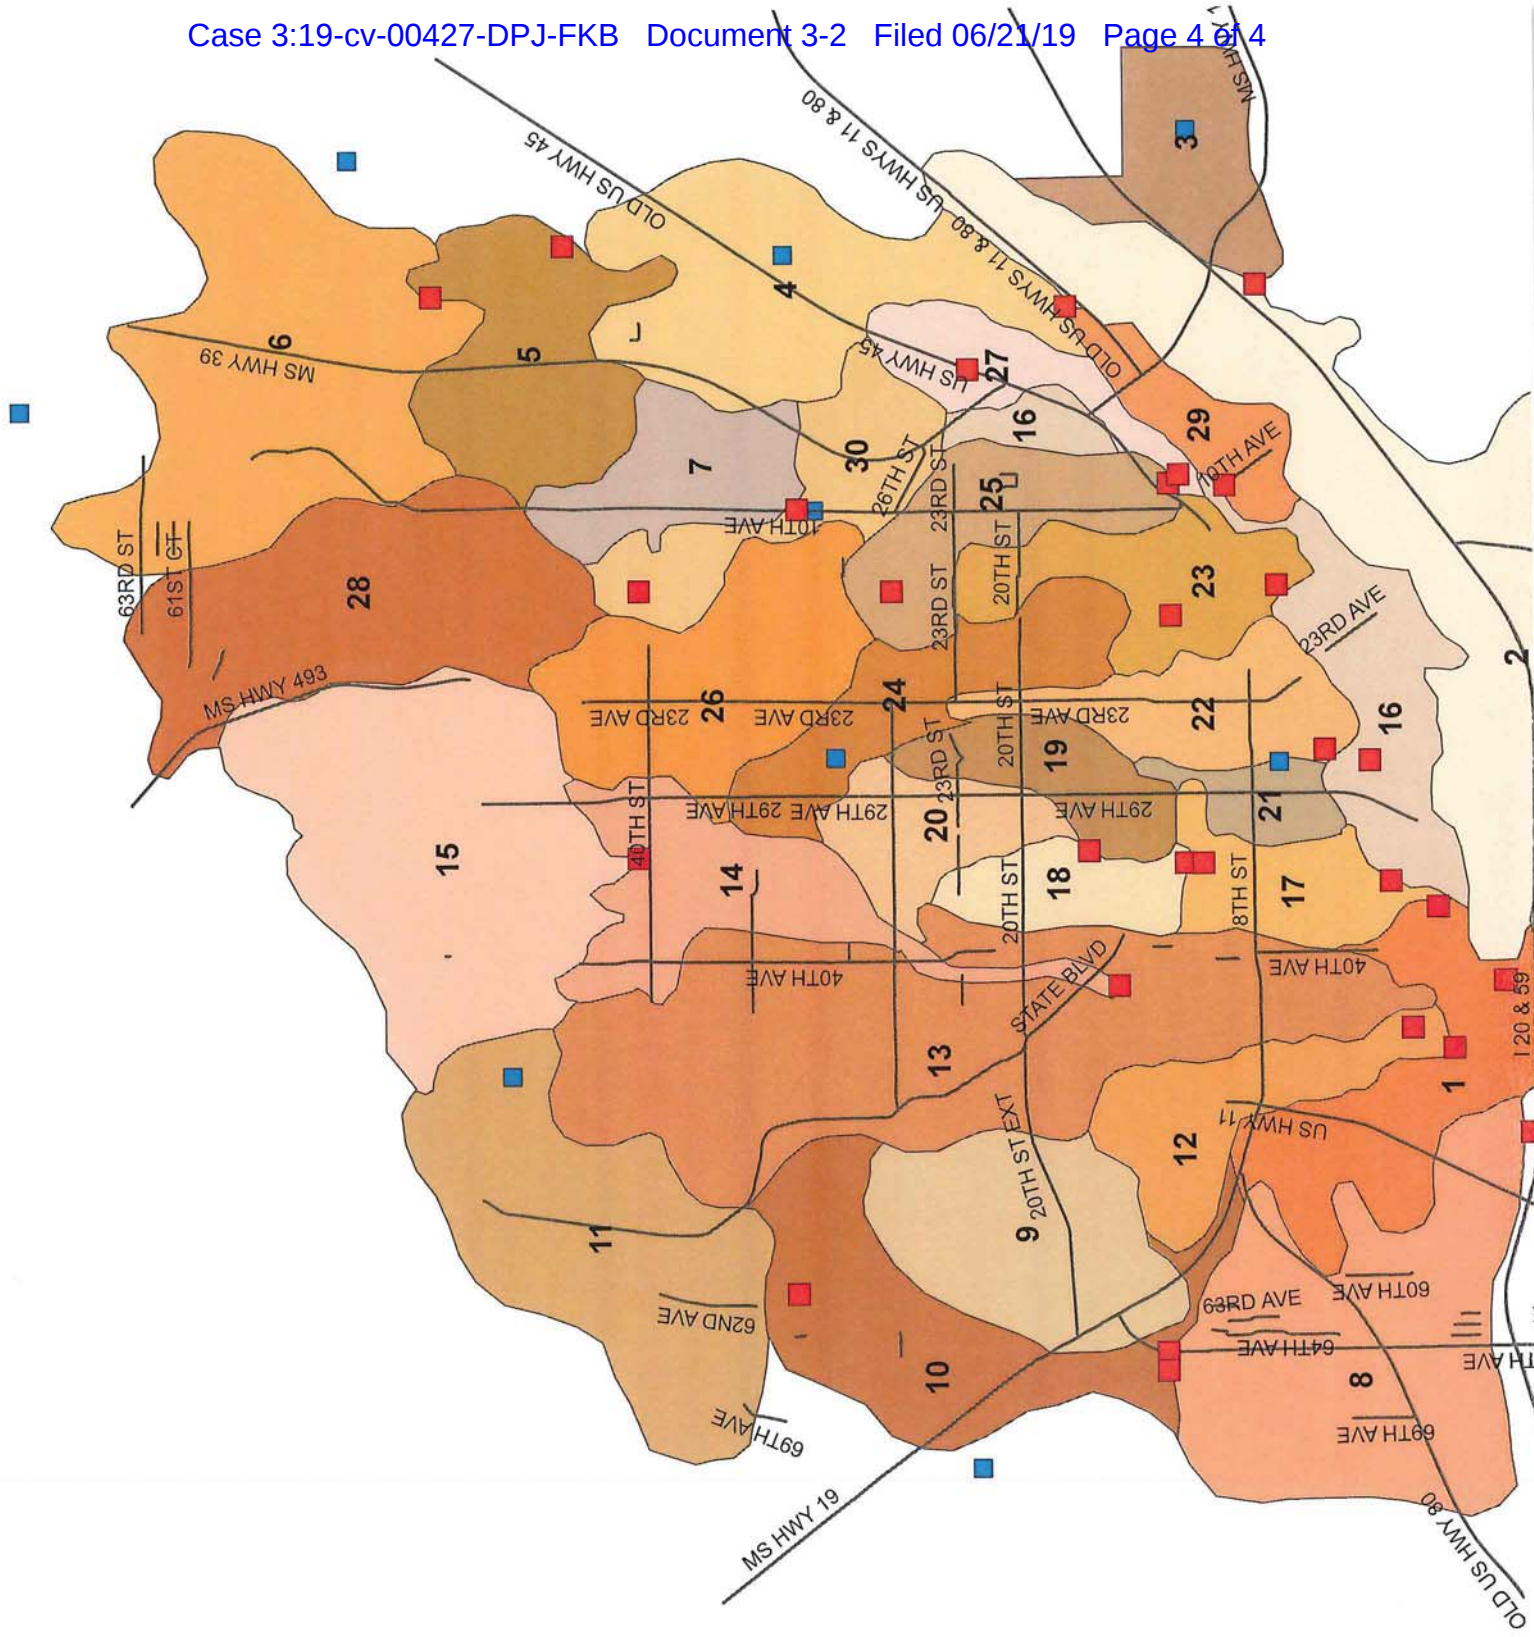 Case 3:19-cv-00427-DPJ-FKB Document 3-2 Filed 06/21/19 Page 4 of 4
MS HWY 1
3
OLD US HWY 45
US HWYS 11 & 80
OLD US HWYS 11 & 80
4
6
MS HWY 39
5
US HWY 45
27
16
29
10TH AVE
7
30
26TH ST
23RD ST
25
10TH AVE
63RD ST
61ST CT
28
20TH ST
23RD ST
23
23RD AVE
2
MS HWY 493
26
23RD AVE
23RD AVE
24
23RD AVE
22
16
20TH ST
23RD ST
19
21
29TH AVE
29TH AVE
29TH AVE
40TH ST
20
15
14
18
20TH ST
8TH ST
17
40TH AVE
40TH AVE
STATE BLVD
I 20 & 59
13
1
12
US HWY 11
20TH ST EXT
9
11
62ND AVE
63RD AVE
60TH AVE
64TH AVE
TH AVE
10
8
69TH AVE
69TH AVE
MS HWY 19
OLD US HWY 80